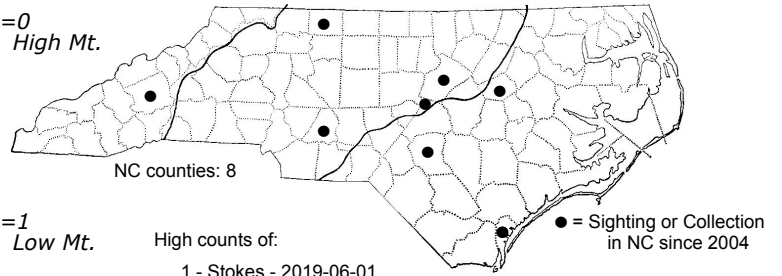 =0
High Mt.
NC counties: 8
=1
Low Mt.
High counts of:
1 - Stokes - 2019-06-01
● = Sighting or Collection
in NC since 2004